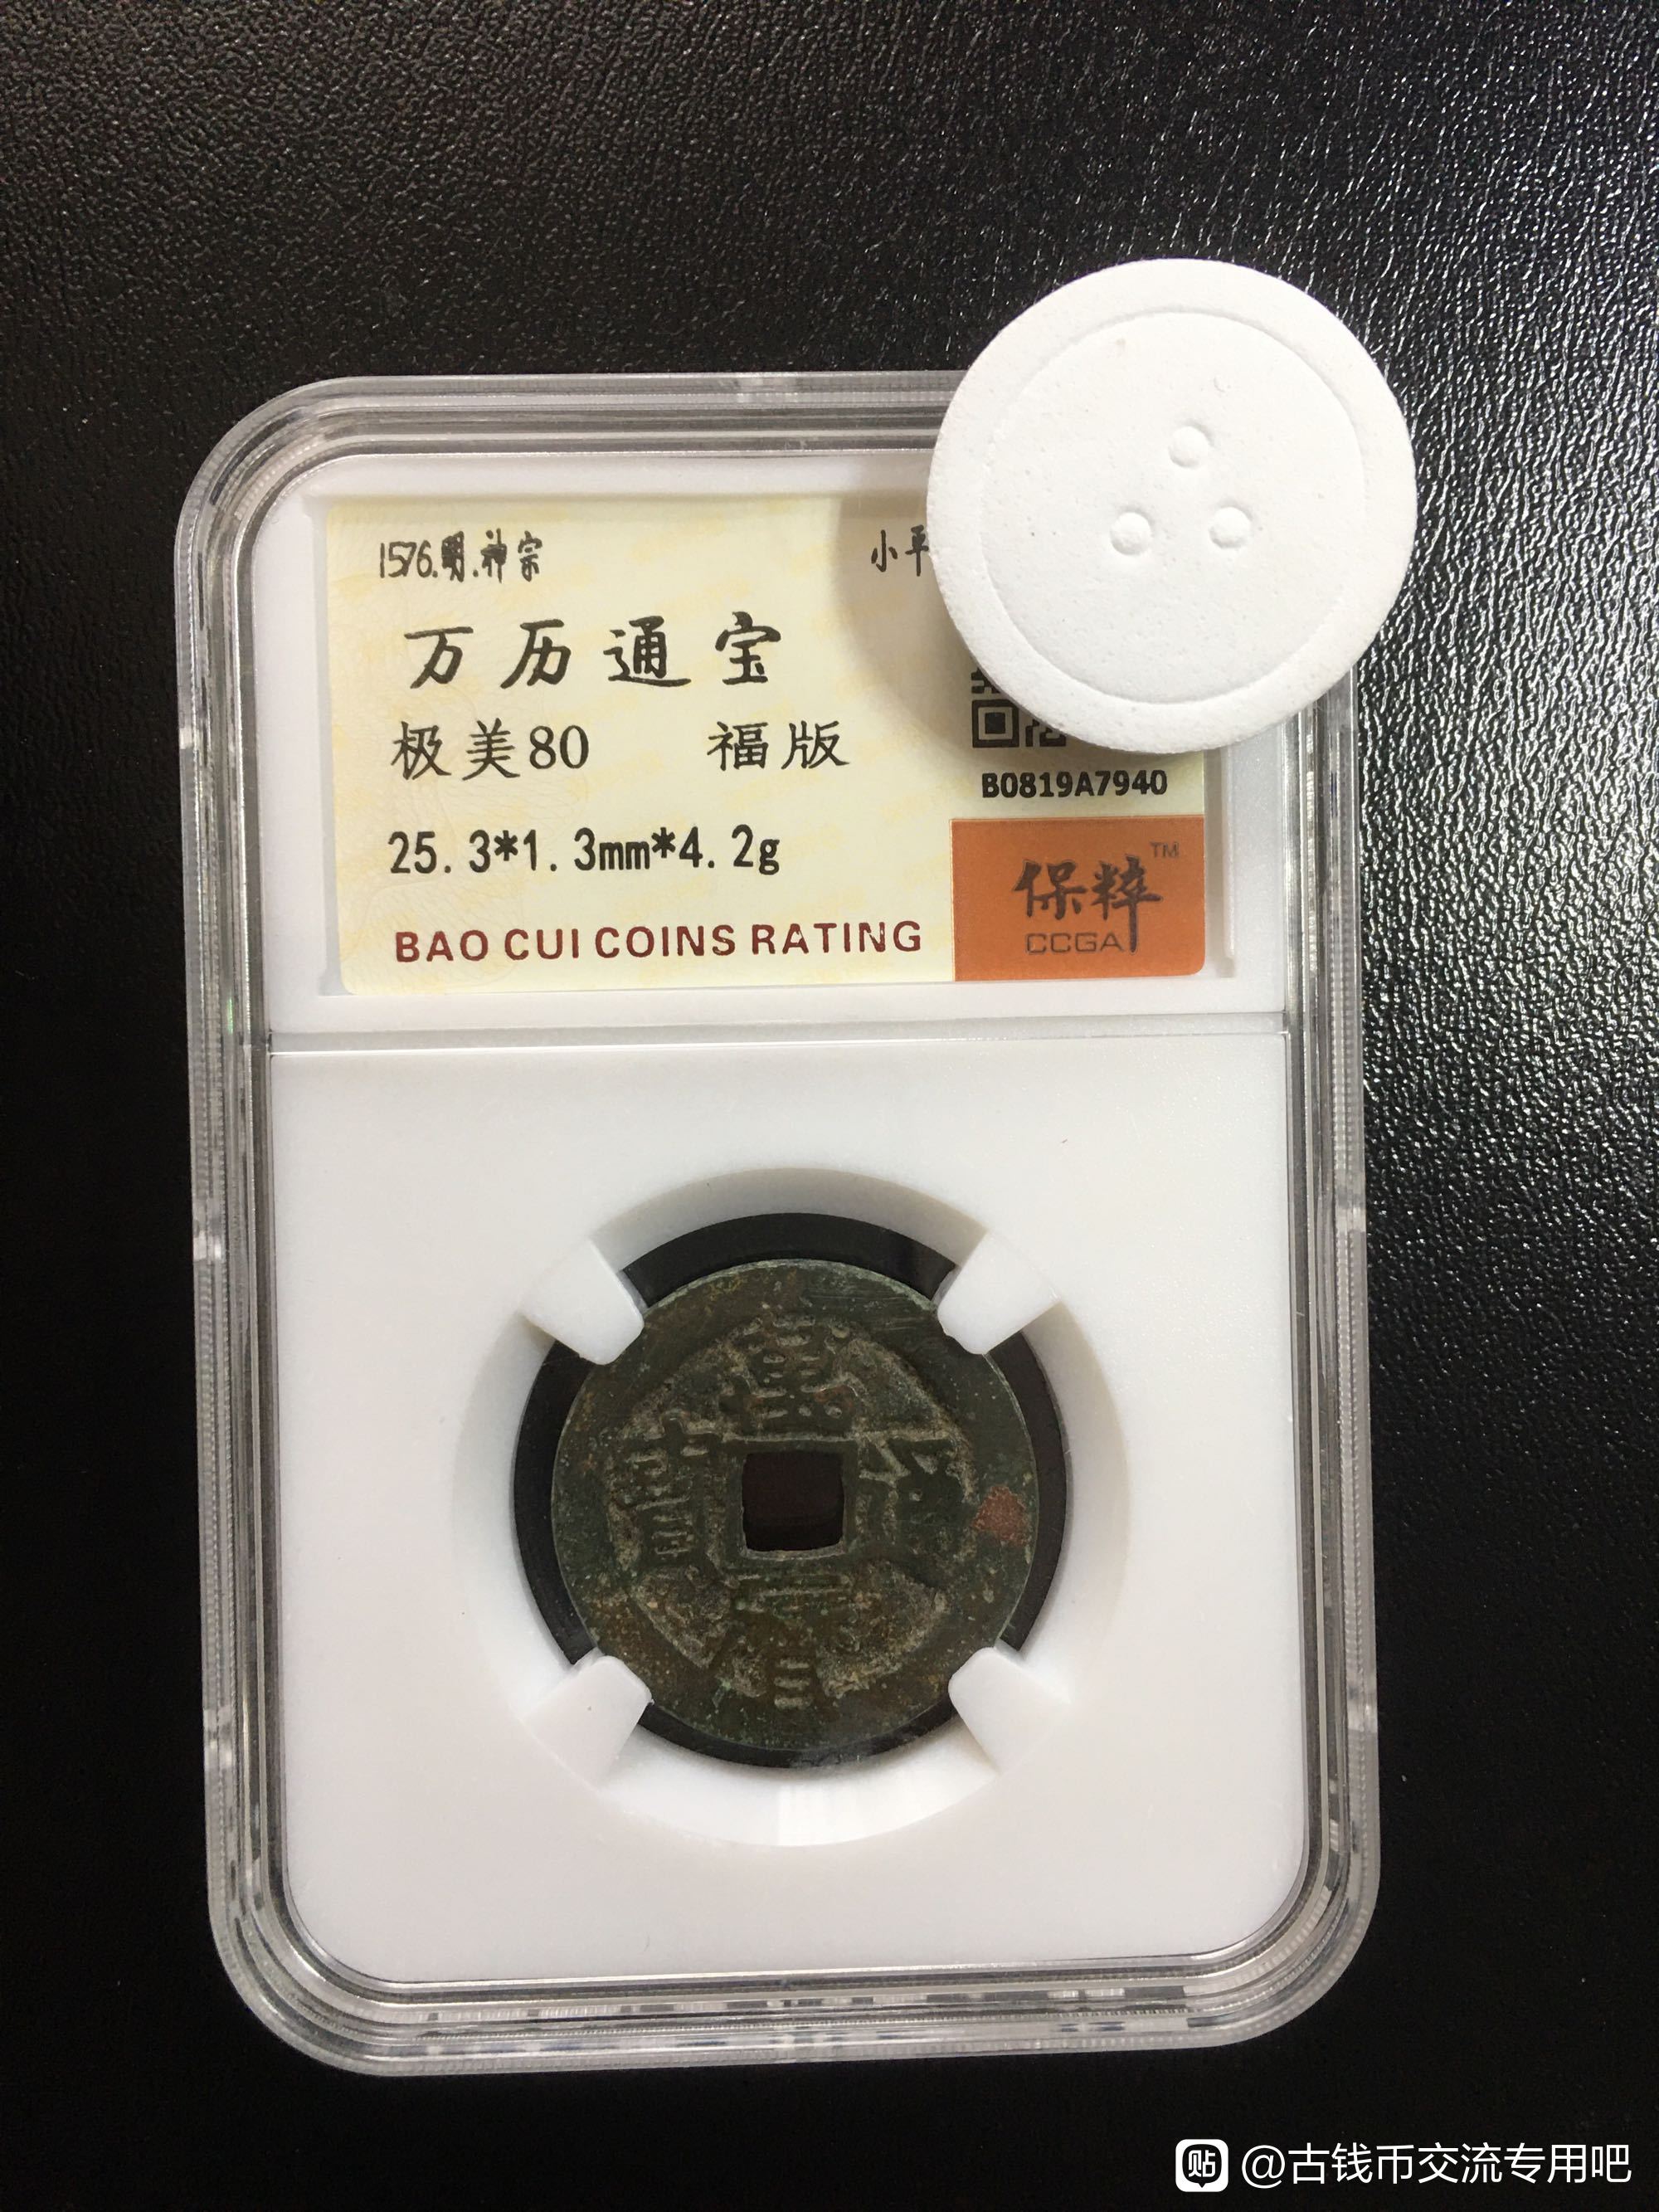 1576.明.神宗
小平
万历通宝
极美80 福版
25.3*1.3mm*4.2g
B0819A7940
BAO CUI COINS RATING
保粹™
CCGA
萬曆通寶
贴 @古钱币交流专用吧